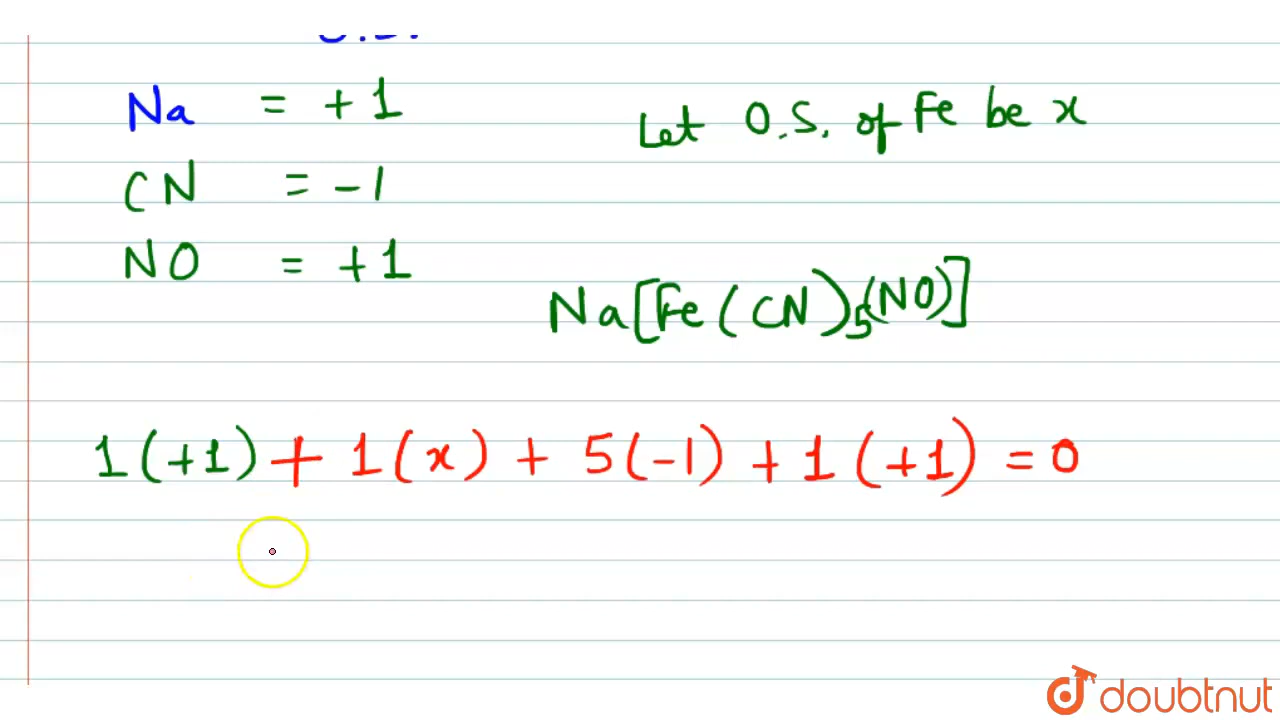 Na = +1
Let O.S. of Fe be x
CN = -1
NO = +1
Na[Fe(CN)5(NO)]
1(+1) + 1(x) + 5(-1) + 1(+1) = 0
doubtnut